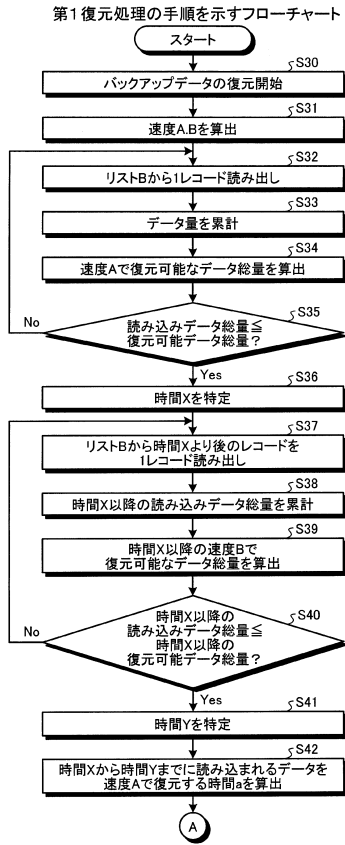 第1復元処理の手順を示すフローチャート
スタート
S30
バックアップデータの復元開始
S31
速度A.Bを算出
S32
リストBから1レコード読み出し
S33
データ量を累計
S34
速度Aで復元可能なデータ総量を算出
S35
読み込みデータ総量≦
復元可能データ総量？
No
Yes
S36
時間Xを特定
S37
リストBから時間Xより後のレコードを
1レコード読み出し
S38
時間X以降の読み込みデータ総量を累計
S39
時間X以降の速度Bで
復元可能なデータ総量を算出
S40
時間X以降の
読み込みデータ総量≦
時間X以降の
復元可能データ総量？
No
Yes
S41
時間Yを特定
S42
時間Xから時間Yまでに読み込まれるデータを
速度Aで復元する時間aを算出
A